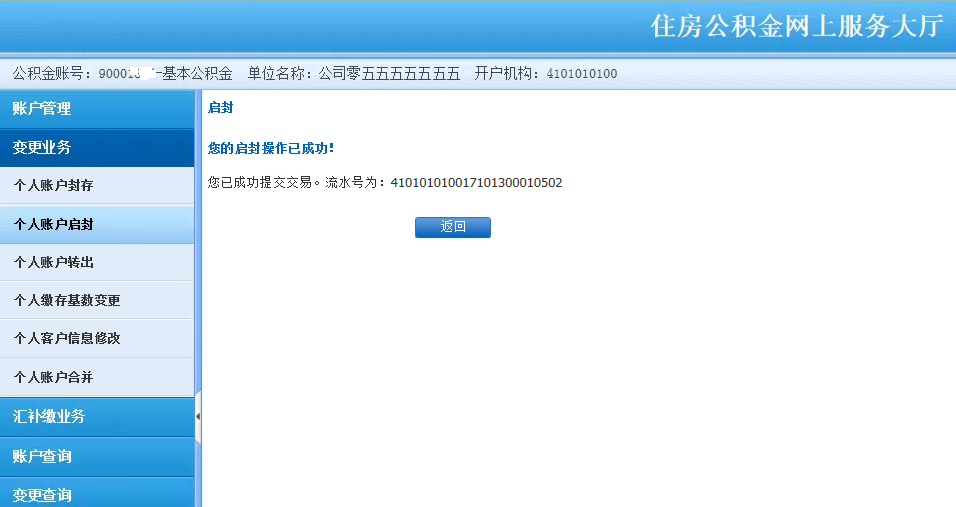 住房公积金网上服务大厅
公积金账号：90001 -基本公积金 单位名称：公司零五五五五五五五 开户机构：4101010100
账户管理
变更业务
个人账户封存
个人账户启封
个人账户转出
个人缴存基数变更
个人客户信息修改
个人账户合并
汇补缴业务
账户查询
变更查询
启封
您的启封操作已成功！
您已成功提交交易。流水号为：410101010017101300010502
返回